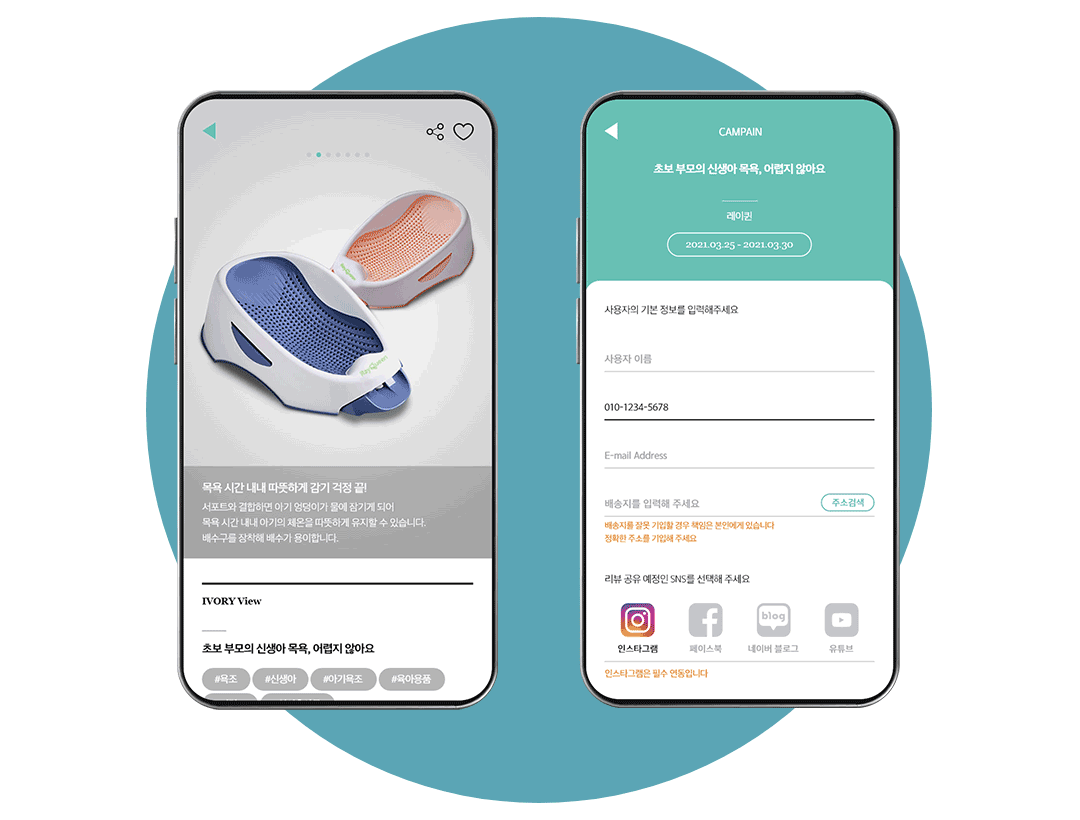 RayQueen
RayQueen
목욕 시간 내내 따뜻하게 감기 걱정 끝!
서포트와 결합하면 아기 엉덩이가 물에 잠기게 되어
목욕 시간 내내 아기의 체온을 따뜻하게 유지할 수 있습니다.
배수구를 장착해 배수가 용이합니다.
IVORY View
초보 부모의 신생아 목욕, 어렵지 않아요
#욕조 #신생아 #아가욕조 #육아용품
CAMPAIN
초보 부모의 신생아 목욕, 어렵지 않아요
레이퀸
2021.03.25 - 2021.03.30
사용자의 기본 정보를 입력해주세요
사용자 이름
010-1234-5678
E-mail Address
배송지를 입력해 주세요 주소검색
배송지를 잘못 기입할 경우 책임은 본인에게 있습니다
정확한 주소를 기입해 주세요
리뷰 공유 예정인 SNS를 선택해 주세요
blog
인스타그램 페이스북 네이버 블로그 유튜브
인스타그램은 필수 연동입니다